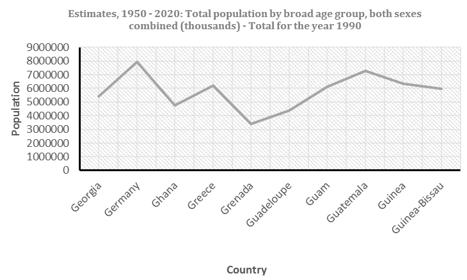 Estimates, 1950 - 2020: Total population by broad age group, both sexes
combined (thousands) - Total for the year 1990
9000000
8000000
7000000
6000000
5000000
4000000
3000000
2000000
1000000
0
Population
Georgia
Germany
Ghana
Greece
Grenada
Guadeloupe
Guam
Guatemala
Guinea
Guinea-Bissau
Country